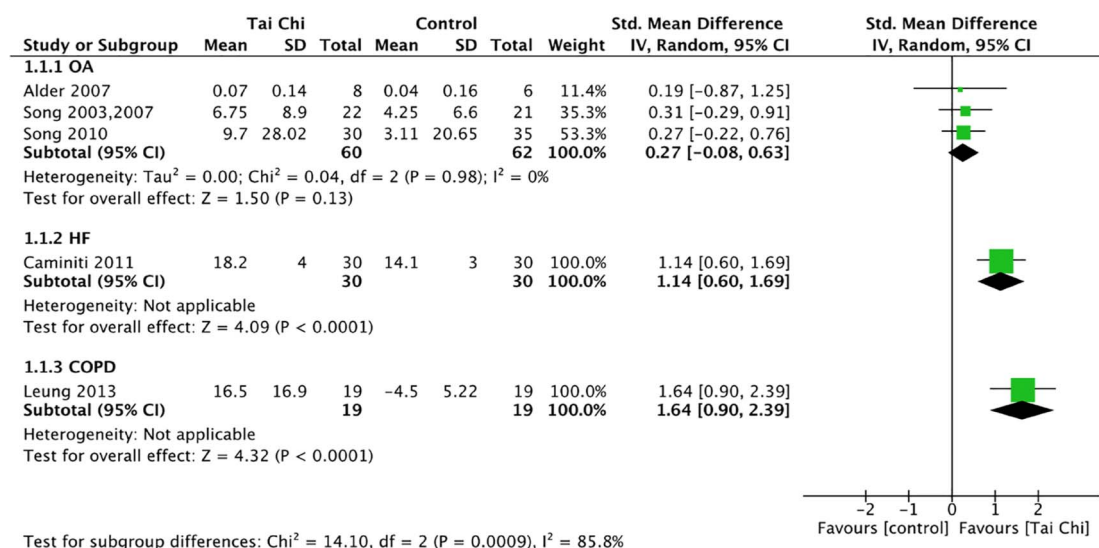 Tai Chi Control Std. Mean Difference Std. Mean Difference
Study or Subgroup Mean SD Total Mean SD Total Weight IV, Random, 95% CI IV, Random, 95% CI
1.1.1 OA
Alder 2007 0.07 0.14 8 0.04 0.16 6 11.4% 0.19 [−0.87, 1.25]
Song 2003,2007 6.75 8.9 22 4.25 6.6 21 35.3% 0.31 [−0.29, 0.91]
Song 2010 9.7 28.02 30 3.11 20.65 35 53.3% 0.27 [−0.22, 0.76]
Subtotal (95% CI) 60 62 100.0% 0.27 [−0.08, 0.63]
Heterogeneity: Tau² = 0.00; Chi² = 0.04, df = 2 (P = 0.98); I² = 0%
Test for overall effect: Z = 1.50 (P = 0.13)
1.1.2 HF
Caminiti 2011 18.2 4 30 14.1 3 30 100.0% 1.14 [0.60, 1.69]
Subtotal (95% CI) 30 30 100.0% 1.14 [0.60, 1.69]
Heterogeneity: Not applicable
Test for overall effect: Z = 4.09 (P < 0.0001)
1.1.3 COPD
Leung 2013 16.5 16.9 19 −4.5 5.22 19 100.0% 1.64 [0.90, 2.39]
Subtotal (95% CI) 19 19 100.0% 1.64 [0.90, 2.39]
Heterogeneity: Not applicable
Test for overall effect: Z = 4.32 (P < 0.0001)
−2 −1 0 1 2
Favours [control] Favours [Tai Chi]
Test for subgroup differences: Chi² = 14.10, df = 2 (P = 0.0009), I² = 85.8%